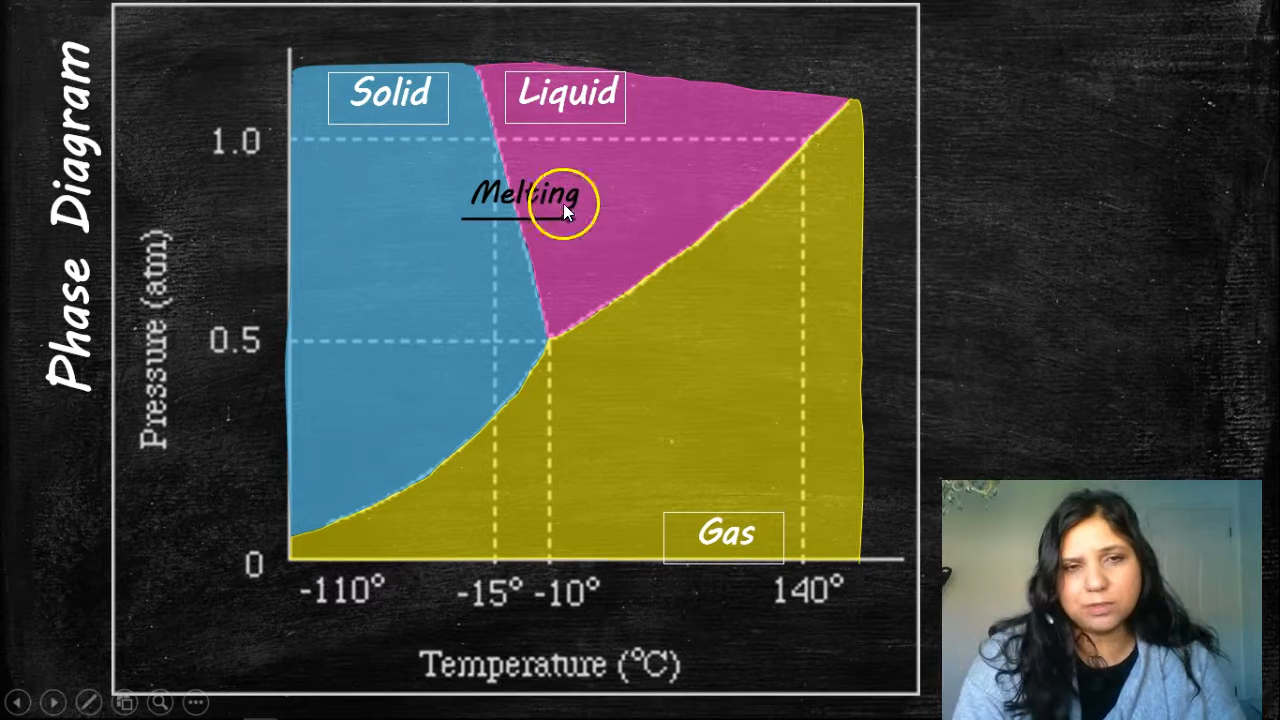 Phase Diagram
Solid
Liquid
1.0
Melting
Pressure (atm)
0.5
Gas
0
-110° -15° -10° 140°
Temperature (°C)